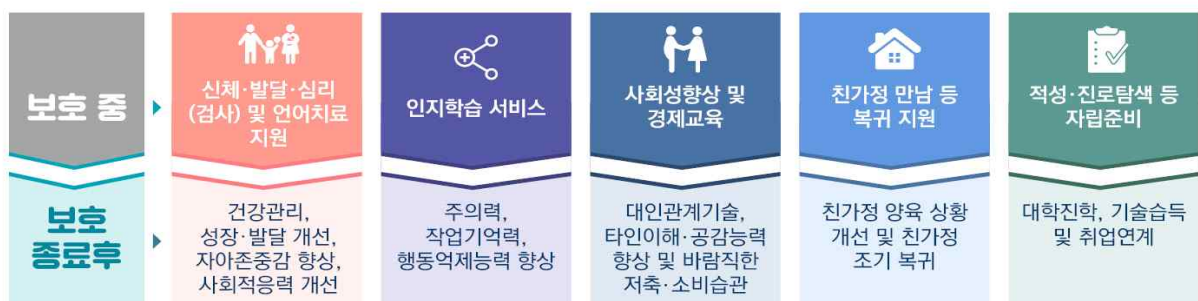 보호 중
신체·발달·심리
(검사) 및 언어치료
지원
인지학습 서비스
사회성향상 및
경제교육
친가정 만남 등
복귀 지원
적성·진로탐색 등
자립준비
보호
종료후
건강관리,
성장·발달 개선,
자아존중감 향상,
사회적응력 개선
주의력,
작업기억력,
행동억제능력 향상
대인관계기술,
타인이해·공감능력
향상 및 바람직한
저축·소비습관
친가정 양육 상황
개선 및 친가정
조기 복귀
대학진학, 기술습득
및 취업연계